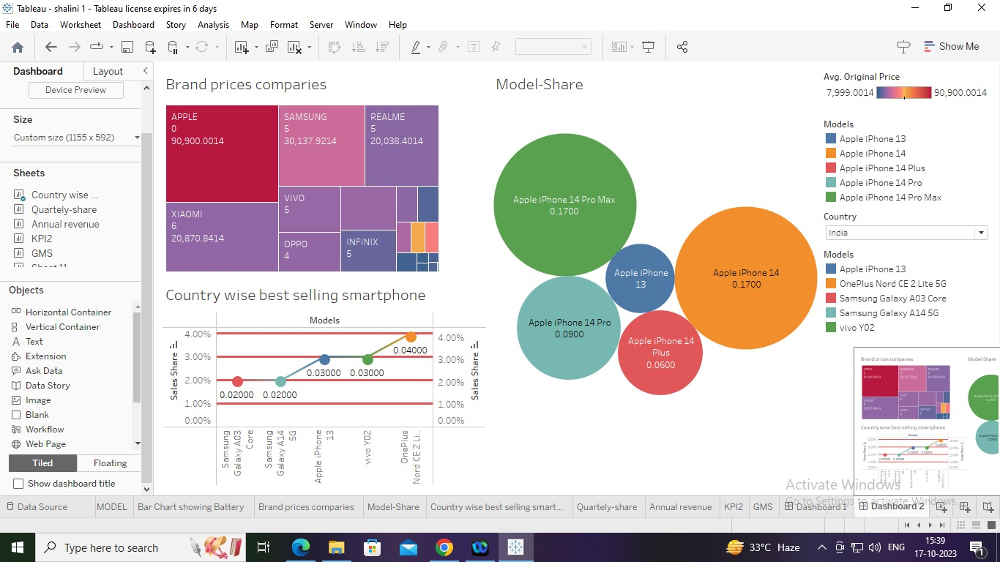 Tableau - shalini 1 - Tableau license expires in 6 days
File Data Worksheet Dashboard Story Analysis Map Format Server Window Help
Show Me
Dashboard Layout
Device Preview
Size
Custom size (1155 x 592)
Sheets
Country wise ...
Quartely-share
Annual revenue
KPI2
GMS
Sheet 11
Objects
Horizontal Container
Vertical Container
Text
Extension
Ask Data
Data Story
Image
Blank
Workflow
Web Page
Tiled Floating
Show dashboard title
Brand prices comparies
APPLE
0
90,900.0014
SAMSUNG
5
30,137.9214
REALME
5
20,038.4014
XIAOMI
6
20,870.8414
VIVO
5
OPPO
4
INFINIX
5
Country wise best selling smartphone
Models
Sales Share
4.00%
3.00%
2.00%
1.00%
0.00%
0.02000
0.02000
0.03000
0.03000
0.04000
4.00%
3.00%
2.00%
1.00%
0.00%
Sales Share
Samsung
Galaxy A03
Core
Samsung
Galaxy A14
5G
Apple iPhone
13
vivo Y02
OnePlus
Nord CE 2 Li..
Model-Share
Apple iPhone 14 Pro Max
0.1700
Apple iPhone
13
Apple iPhone 14
0.1700
Apple iPhone 14 Pro
0.0900
Apple iPhone 14
Plus
0.0600
Avg. Original Price
7,999.0014 90,900.0014
Models
Apple iPhone 13
Apple iPhone 14
Apple iPhone 14 Plus
Apple iPhone 14 Pro
Apple iPhone 14 Pro Max
Country
India
Models
Apple iPhone 13
OnePlus Nord CE 2 Lite 5G
Samsung Galaxy A03 Core
Samsung Galaxy A14 5G
vivo Y02
Brand prices comparies
Model-Share
Country wise best selling smartphone
Activate Windows
Go to Settings to activate Windows.
Data Source MODEL Bar Chart showing Battery Brand prices comparies Model-Share Country wise best selling smart... Quartely-share Annual revenue KPI2 GMS Dashboard 1 Dashboard 2
Type here to search
33°C Haze
ENG
15:39
17-10-2023
1